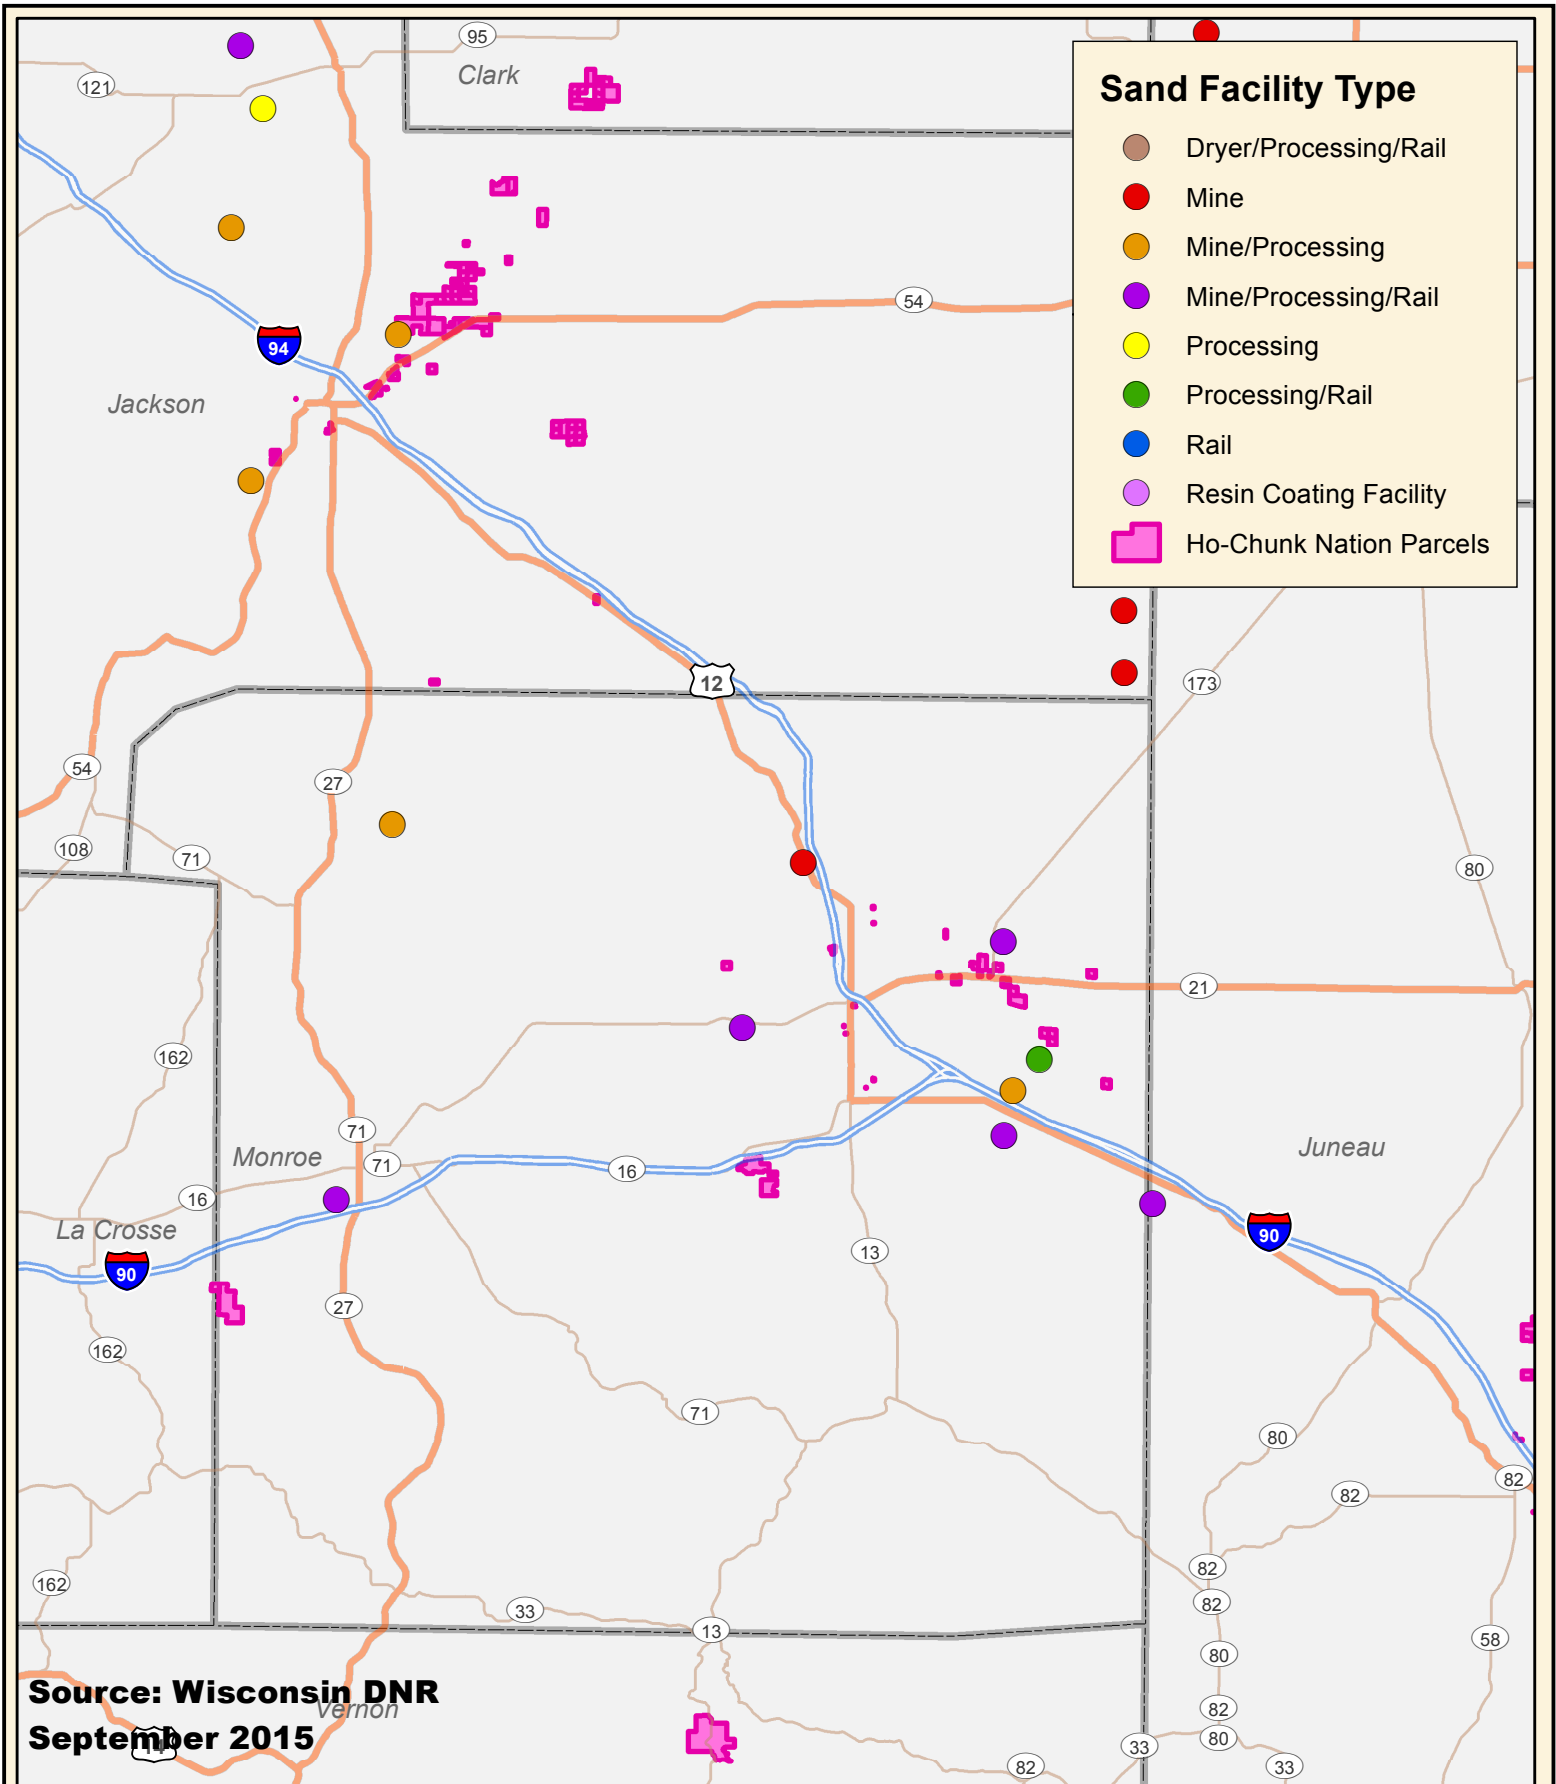 95
Clark
121
Sand Facility Type
Dryer/Processing/Rail
Mine
Mine/Processing
Mine/Processing/Rail
Processing
Processing/Rail
Rail
Resin Coating Facility
Ho-Chunk Nation Parcels
54
94
Jackson
12
173
54
27
108
71
80
21
162
71
Monroe
71
16
16
Juneau
La Crosse
90
90
13
27
162
71
80
82
82
82
162
82
33
13
58
80
Source: Wisconsin DNR
Vernon
September 2015
14
82
80
33
82
33